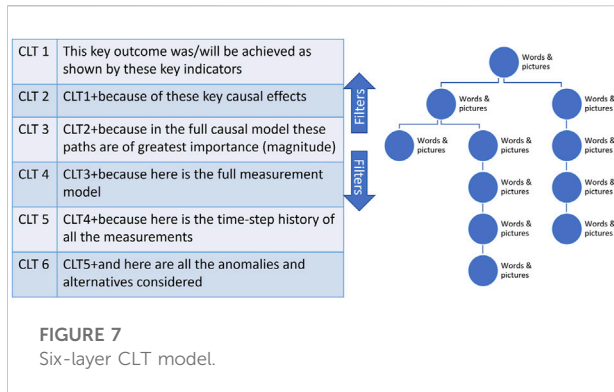 CLT 1 This key outcome was/will be achieved as
shown by these key indicators
CLT 2 CLT1+because of these key causal effects
CLT 3 CLT2+because in the full causal model these
paths are of greatest importance (magnitude)
CLT 4 CLT3+because here is the full measurement
model
CLT 5 CLT4+because here is the time-step history of
all the measurements
CLT 6 CLT5+and here are all the anomalies and
alternatives considered
Filters
Filters
Words &
pictures
Words &
pictures
Words &
pictures
Words &
pictures
Words &
pictures
Words &
pictures
Words &
pictures
Words &
pictures
Words &
pictures
Words &
pictures
FIGURE 7
Six-layer CLT model.